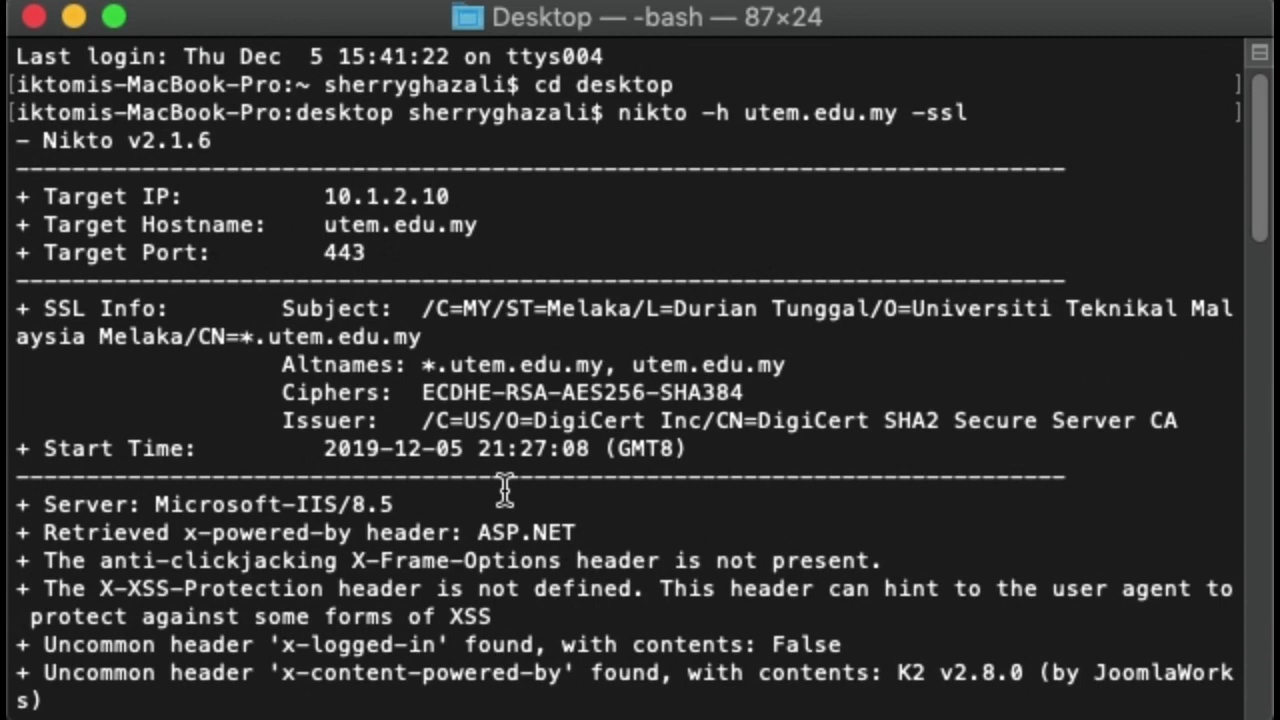 Desktop — -bash — 87×24
Last login: Thu Dec  5 15:41:22 on ttys004
[iktomis-MacBook-Pro:~ sherryghazali$ cd desktop ]
[iktomis-MacBook-Pro:desktop sherryghazali$ nikto -h utem.edu.my -ssl ]
- Nikto v2.1.6
---------------------------------------------------------------------------
+ Target IP:          10.1.2.10
+ Target Hostname:    utem.edu.my
+ Target Port:        443
---------------------------------------------------------------------------
+ SSL Info:        Subject:  /C=MY/ST=Melaka/L=Durian Tunggal/O=Universiti Teknikal Mal
aysia Melaka/CN=*.utem.edu.my
                   Altnames: *.utem.edu.my, utem.edu.my
                   Ciphers:  ECDHE-RSA-AES256-SHA384
                   Issuer:   /C=US/O=DigiCert Inc/CN=DigiCert SHA2 Secure Server CA
+ Start Time:         2019-12-05 21:27:08 (GMT8)
---------------------------------------------------------------------------
+ Server: Microsoft-IIS/8.5
+ Retrieved x-powered-by header: ASP.NET
+ The anti-clickjacking X-Frame-Options header is not present.
+ The X-XSS-Protection header is not defined. This header can hint to the user agent to
 protect against some forms of XSS
+ Uncommon header 'x-logged-in' found, with contents: False
+ Uncommon header 'x-content-powered-by' found, with contents: K2 v2.8.0 (by JoomlaWork
s)